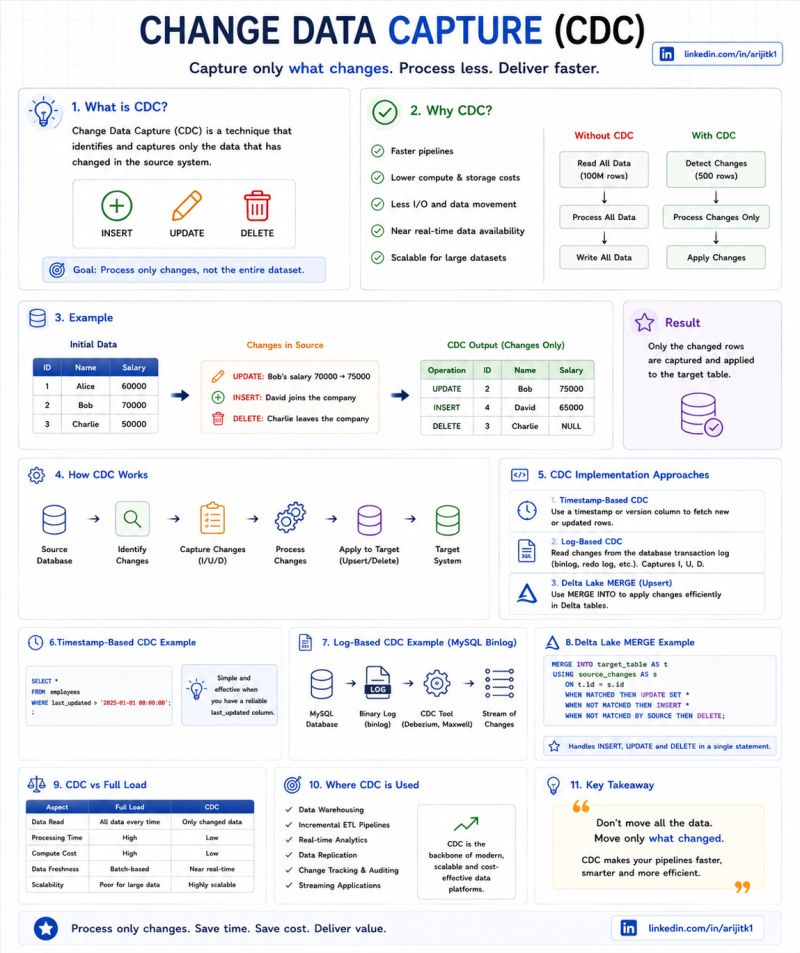 CHANGE DATA CAPTURE (CDC)
in linkedin.com/in/arijitk1
Capture only what changes. Process less. Deliver faster.
1. What is CDC?
Change Data Capture (CDC) is a technique that
identifies and captures only the data that has
changed in the source system.
INSERT UPDATE DELETE
Goal: Process only changes, not the entire dataset.
2. Why CDC?
Faster pipelines
Lower compute & storage costs
Less I/O and data movement
Near real-time data availability
Scalable for large datasets
Without CDC
Read All Data
(100M rows)
Process All Data
Write All Data
With CDC
Detect Changes
(500 rows)
Process Changes Only
Apply Changes
3. Example
Initial Data
ID Name Salary
1 Alice 60000
2 Bob 70000
3 Charlie 50000
Changes in Source
UPDATE: Bob's salary 70000 → 75000
INSERT: David joins the company
DELETE: Charlie leaves the company
CDC Output (Changes Only)
Operation ID Name Salary
UPDATE 2 Bob 75000
INSERT 4 David 65000
DELETE 3 Charlie NULL
Result
Only the changed rows
are captured and applied
to the target table.
4. How CDC Works
Source
Database
Identify
Changes
Capture Changes
(I/U/D)
Process
Changes
Apply to Target
(Upsert/Delete)
Target
System
5. CDC Implementation Approaches
1. Timestamp-Based CDC
Use a timestamp or version column to fetch new
or updated rows.
2. Log-Based CDC
Read changes from the database transaction log
(binlog, redo log, etc.). Captures I, U, D.
3. Delta Lake MERGE (Upsert)
Use MERGE INTO to apply changes efficiently
in Delta tables.
6.Timestamp-Based CDC Example
SELECT *
FROM employees
WHERE last_updated > '2025-01-01 00:00:00';
;
Simple and
effective when
you have a reliable
last_updated column.
7. Log-Based CDC Example (MySQL Binlog)
MySQL
Database
LOG
Binary Log
(binlog)
CDC Tool
(Debezium, Maxwell)
Stream of
Changes
8.Delta Lake MERGE Example
MERGE INTO target_table AS t
USING source_changes AS s
ON t.id = s.id
WHEN MATCHED THEN UPDATE SET *
WHEN NOT MATCHED THEN INSERT *
WHEN NOT MATCHED BY SOURCE THEN DELETE;
Handles INSERT, UPDATE and DELETE in a single statement.
9. CDC vs Full Load
Aspect Full Load CDC
Data Read All data every time Only changed data
Processing Time High Low
Compute Cost High Low
Data Freshness Batch-based Near real-time
Scalability Poor for large data Highly scalable
10. Where CDC is Used
Data Warehousing
Incremental ETL Pipelines
Real-time Analytics
Data Replication
Change Tracking & Auditing
Streaming Applications
CDC is the
backbone of modern,
scalable and cost-
effective data
platforms.
11. Key Takeaway
“
Don't move all the data.
Move only what changed.
CDC makes your pipelines faster,
smarter and more efficient.
”
Process only changes. Save time. Save cost. Deliver value.
in linkedin.com/in/arijitk1